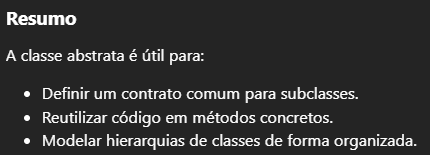 Resumo
A classe abstrata é útil para:
• Definir um contrato comum para subclasses.
• Reutilizar código em métodos concretos.
• Modelar hierarquias de classes de forma organizada.